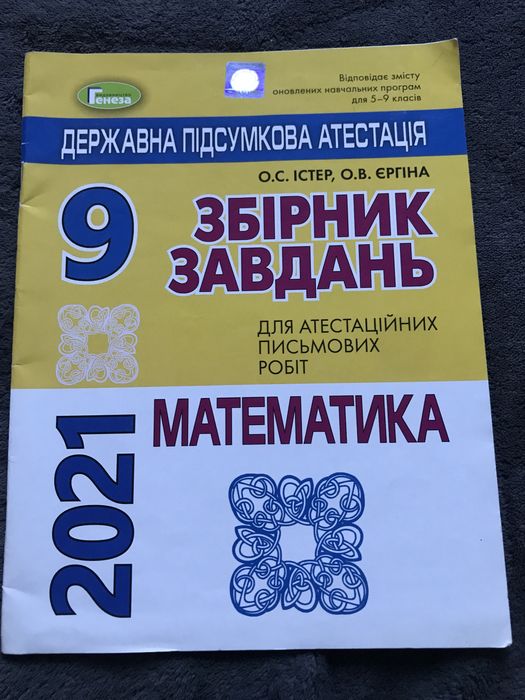 Генеза
Відповідає змісту
оновлених навчальних програм
для 5–9 класів
ДЕРЖАВНА ПІДСУМКОВА АТЕСТАЦІЯ
О.С. ІСТЕР, О.В. ЄРГІНА
9
ЗБІРНИК
ЗАВДАНЬ
ДЛЯ АТЕСТАЦІЙНИХ
ПИСЬМОВИХ
РОБІТ
2021
МАТЕМАТИКА